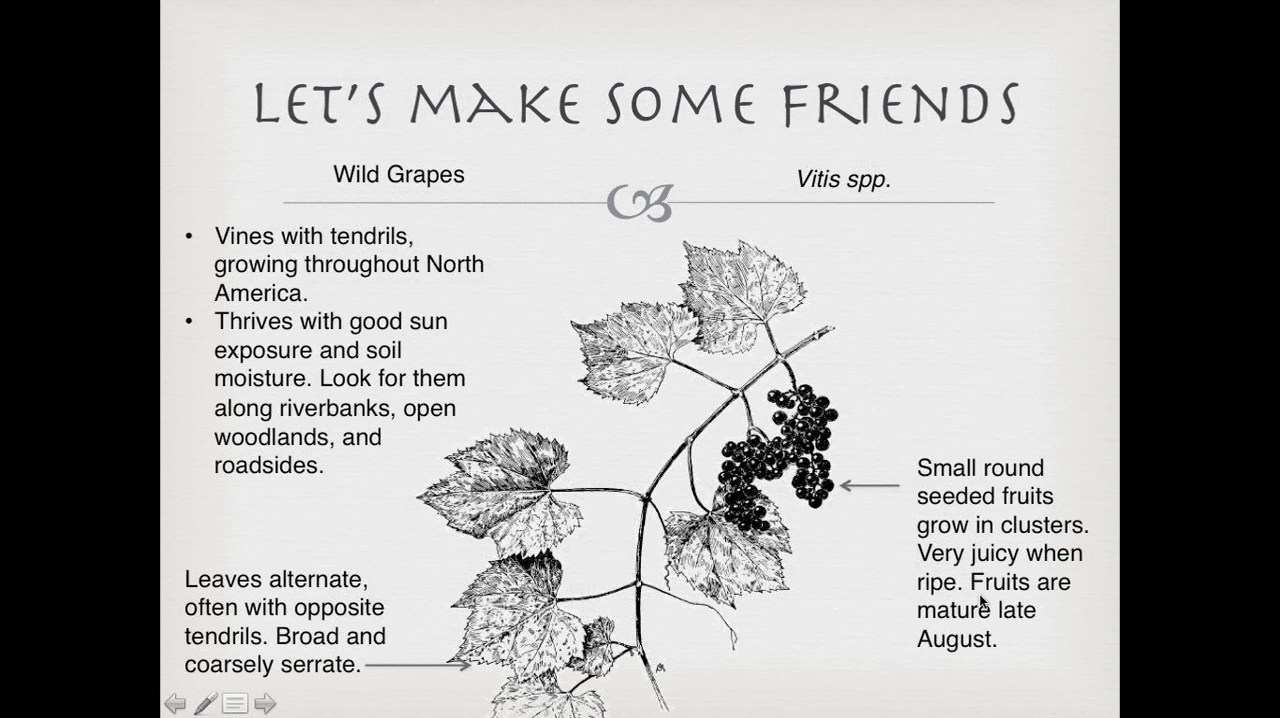 LET'S MAKE SOME FRIENDS
Wild Grapes
Vitis spp.
• Vines with tendrils,
growing throughout North
America.
• Thrives with good sun
exposure and soil
moisture. Look for them
along riverbanks, open
woodlands, and
roadsides.
Leaves alternate,
often with opposite
tendrils. Broad and
coarsely serrate.
Small round
seeded fruits
grow in clusters.
Very juicy when
ripe. Fruits are
mature late
August.